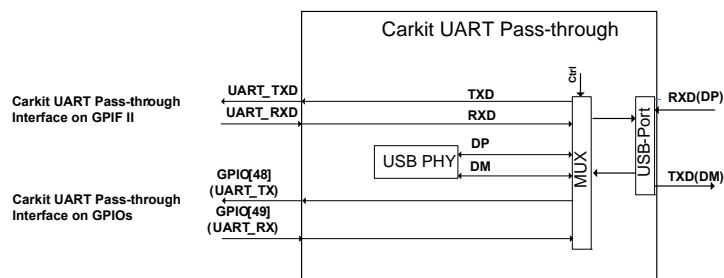 Carkit UART Pass-through
Ctrl
UART_TXD
TXD
RXD(DP)
Carkit UART Pass-through
Interface on GPIF II
UART_RXD
RXD
USB-Port
DP
USB PHY
DM
MUX
GPIO[48]
(UART_TX)
TXD(DM)
Carkit UART Pass-through
Interface on GPIOs
GPIO[49]
(UART_RX)